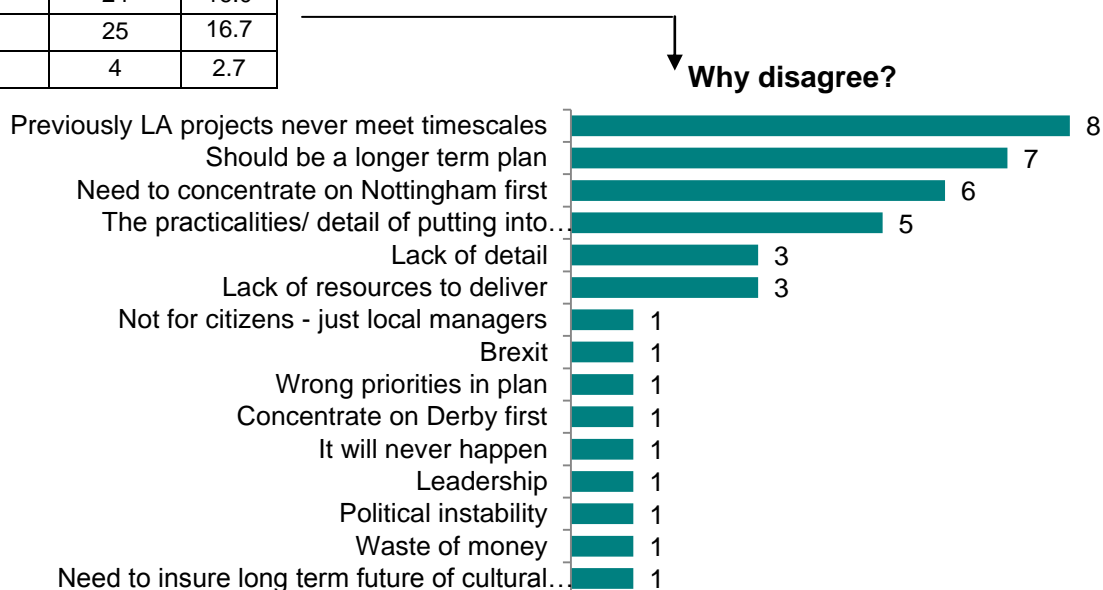 25 16.7
4 2.7
Why disagree?
Previously LA projects never meet timescales 8
Should be a longer term plan 7
Need to concentrate on Nottingham first 6
The practicalities/ detail of putting into… 5
Lack of detail 3
Lack of resources to deliver 3
Not for citizens - just local managers 1
Brexit 1
Wrong priorities in plan 1
Concentrate on Derby first 1
It will never happen 1
Leadership 1
Political instability 1
Waste of money 1
Need to insure long term future of cultural… 1